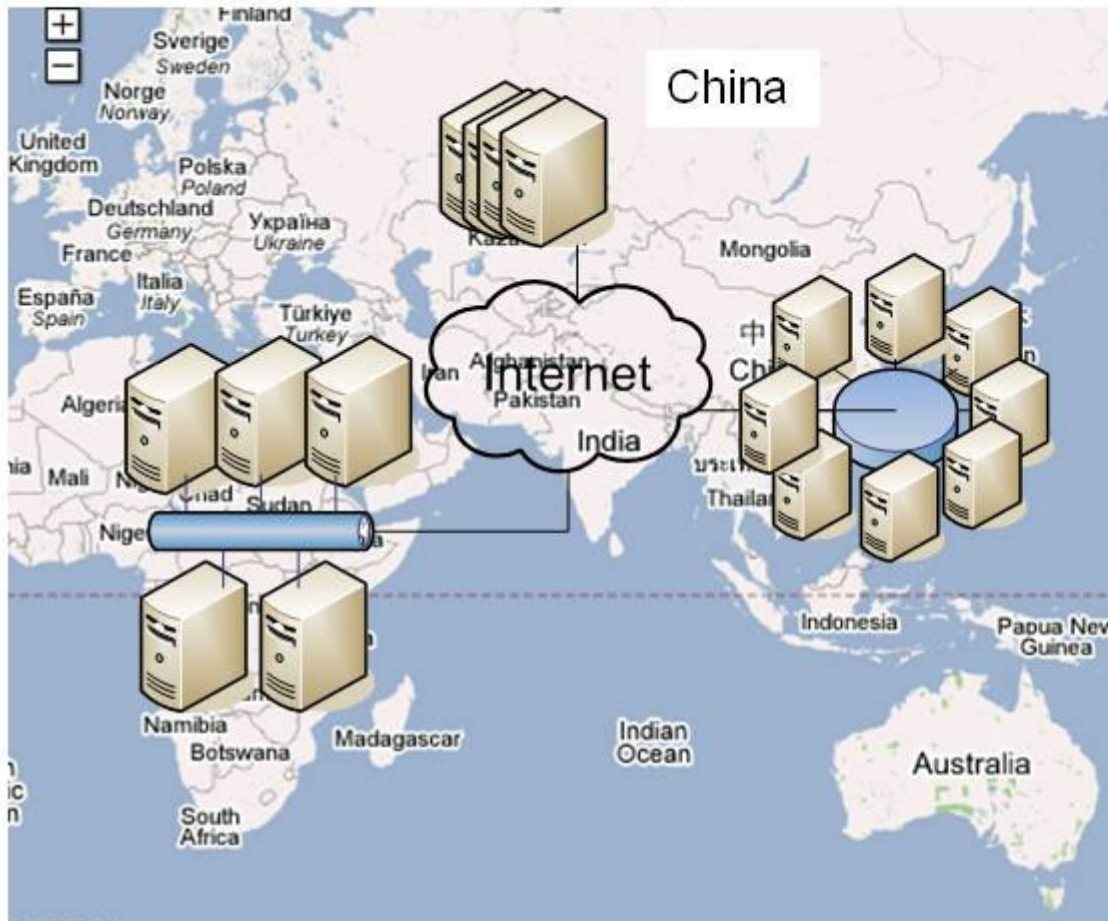 +
−
Finland
Sverige
Sweden
Norge
Norway
China
United
Kingdom
Polska
Poland
Deutschland
Germany
Україна
Ukraine
France
Mongolia
Italia
Italy
España
Spain
Türkiye
Turkey
中
Afghanistan
Internet
Pakistan
Algeria
India
Mali
Chad
Sudan
Indonesia
Papua New
Guinea
Namibia
Madagascar
Indian
Ocean
Botswana
Australia
South
Africa